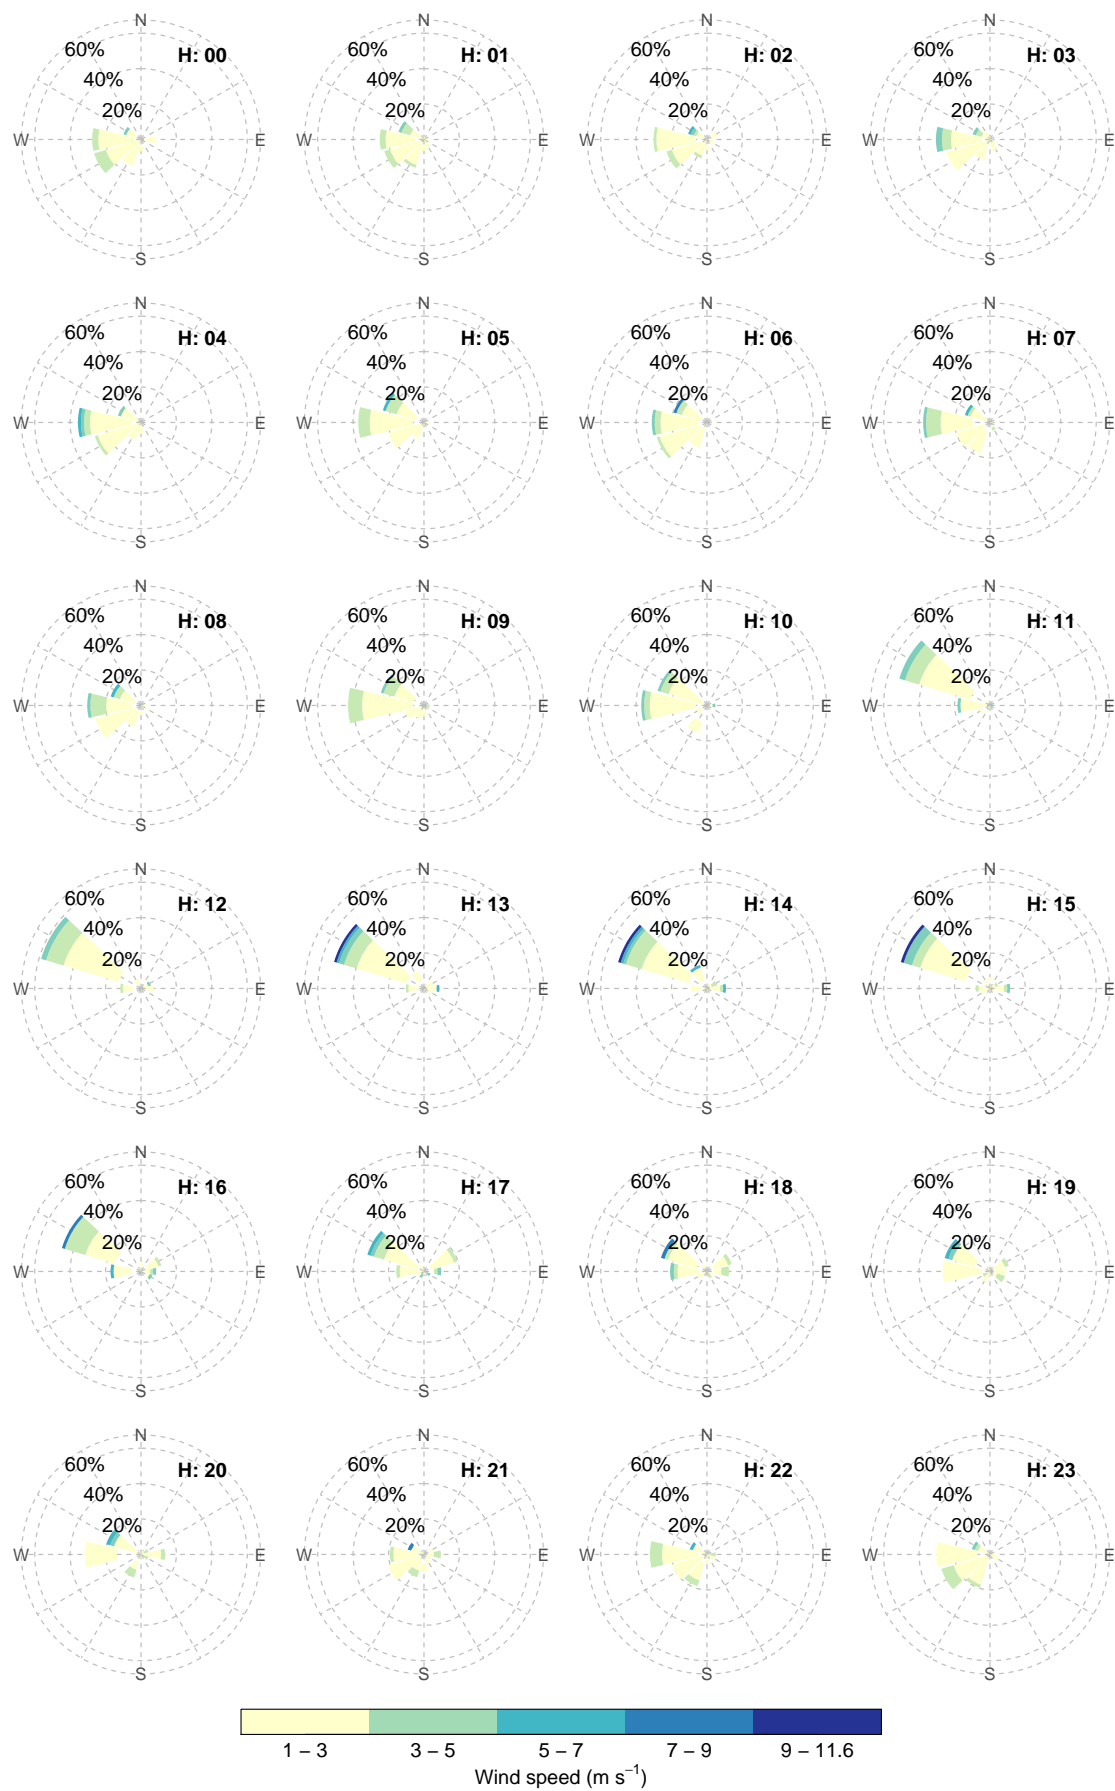 N
60%
H: 00
40%
20%
W
E
S
N
60%
H: 01
40%
20%
W
E
S
N
60%
H: 02
40%
20%
W
E
S
N
60%
H: 03
40%
20%
W
E
S
N
60%
H: 04
40%
20%
W
E
S
N
60%
H: 05
40%
20%
W
E
S
N
60%
H: 06
40%
20%
W
E
S
N
60%
H: 07
40%
20%
W
E
S
N
60%
H: 08
40%
20%
W
E
S
N
60%
H: 09
40%
20%
W
E
S
N
60%
H: 10
40%
20%
W
E
S
N
60%
H: 11
40%
20%
W
E
S
N
60%
H: 12
40%
20%
W
E
S
N
60%
H: 13
40%
20%
W
E
S
N
60%
H: 14
40%
20%
W
E
S
N
60%
H: 15
40%
20%
W
E
S
N
60%
H: 16
40%
20%
W
E
S
N
60%
H: 17
40%
20%
W
E
S
N
60%
H: 18
40%
20%
W
E
S
N
60%
H: 19
40%
20%
W
E
S
N
60%
H: 20
40%
20%
W
E
S
N
60%
H: 21
40%
20%
W
E
S
N
60%
H: 22
40%
20%
W
E
S
N
60%
H: 23
40%
20%
W
E
S
1 – 3 3 – 5 5 – 7 7 – 9 9 – 11.6
Wind speed (m s⁻¹)